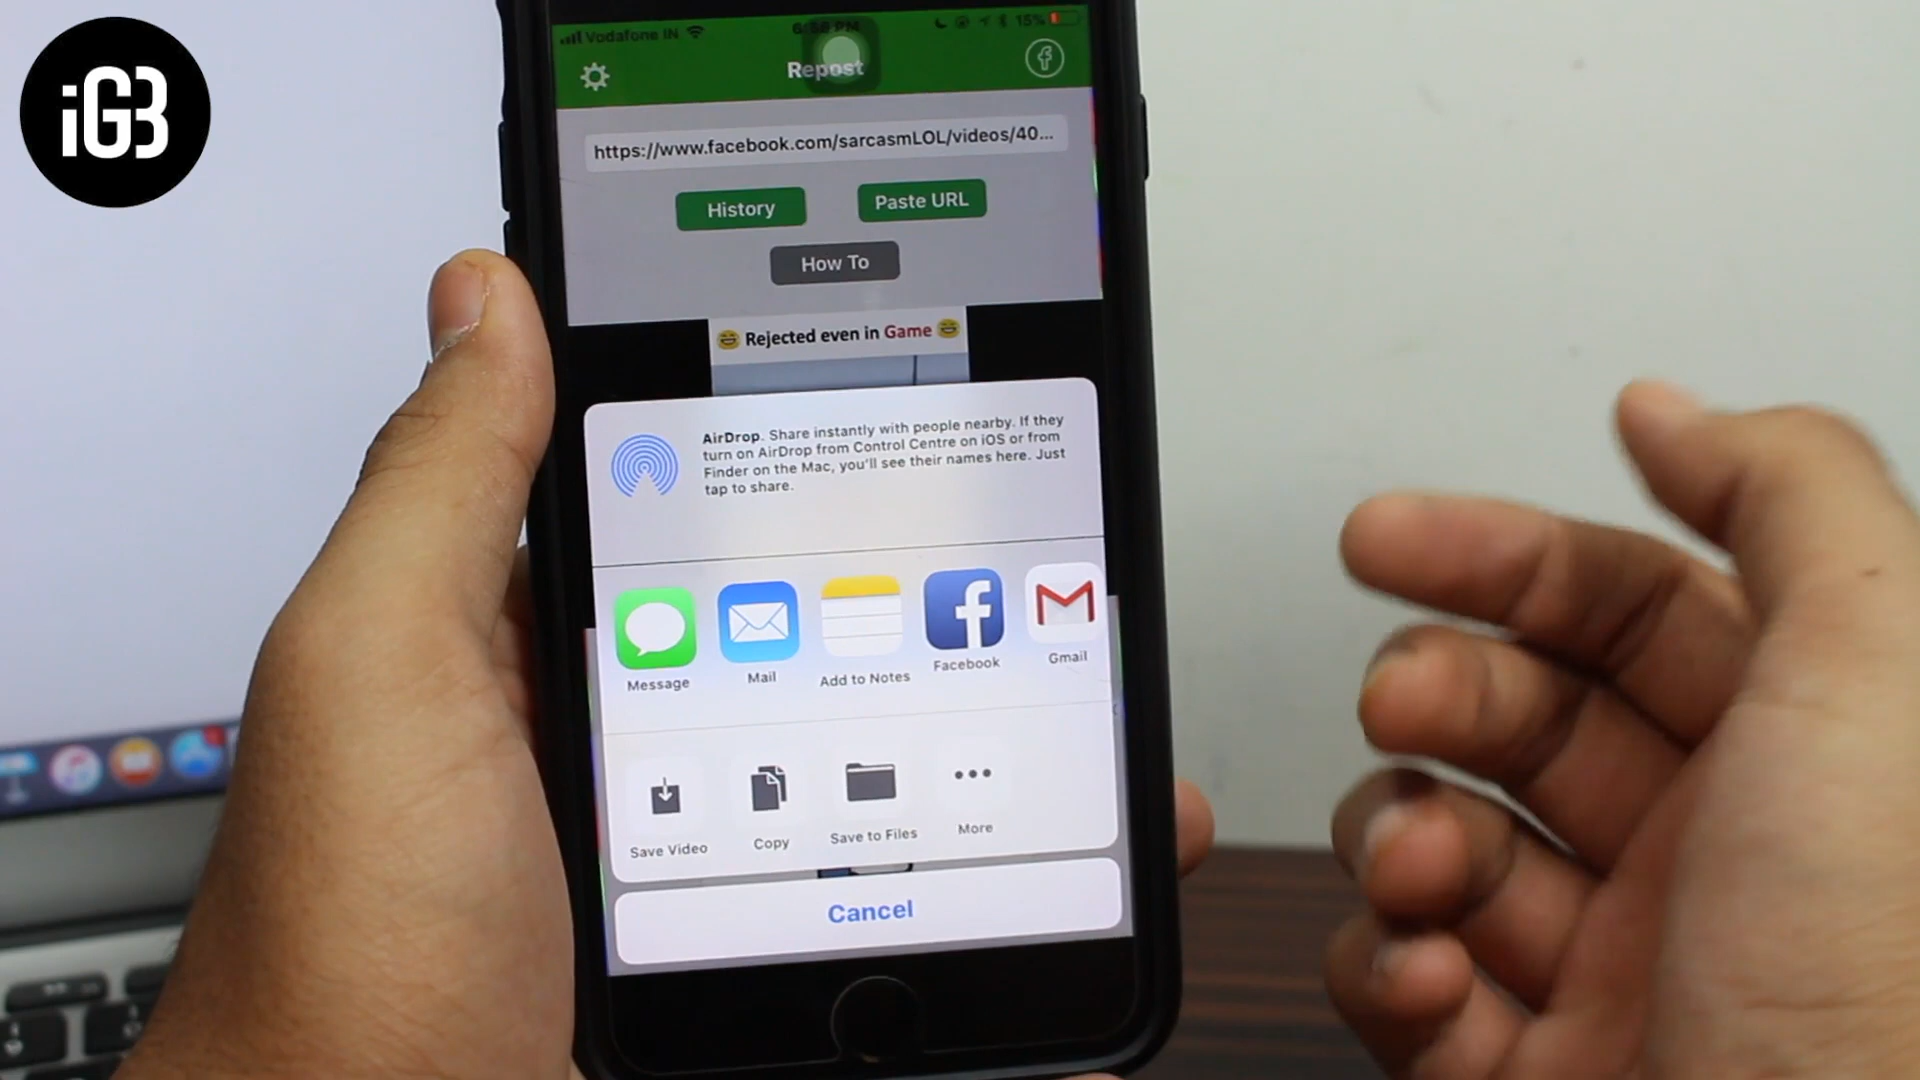 iGB
Vodafone IN
6:56 PM
15%
Repost
https://www.facebook.com/sarcasmLOL/videos/40...
History
Paste URL
How To
😄 Rejected even in Game 😄
AirDrop. Share instantly with people nearby. If they
turn on AirDrop from Control Centre on iOS or from
Finder on the Mac, you'll see their names here. Just
tap to share.
Message
Mail
Add to Notes
Facebook
Gmail
Save Video
Copy
Save to Files
More
Cancel